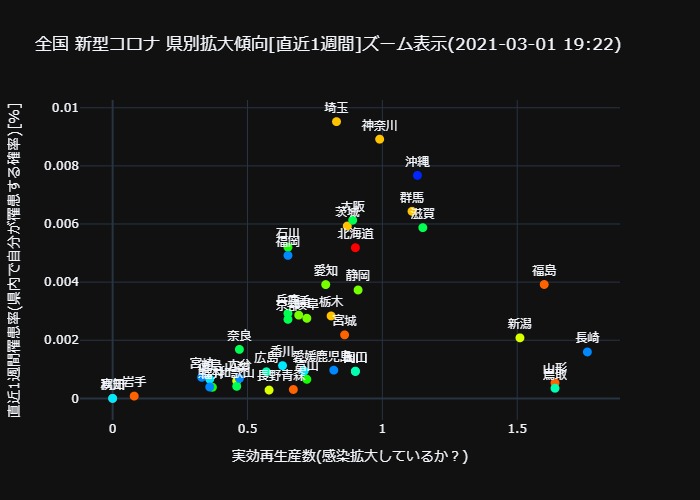 全国 新型コロナ 県別拡大傾向[直近1週間]ズーム表示(2021-03-01 19:22)
直近1週間罹患率(県内で自分が罹患する確率)[%]
0.01
0.008
0.006
0.004
0.002
0
埼玉
神奈川
沖縄
群馬
滋賀
大阪
茨城
北海道
石川
福岡
愛知
静岡
福島
栃木
宮城
新潟
長崎
奈良
広島
香川
愛媛
鹿児島
山形
鳥取
長野
青森
岩手
0
0.5
1
1.5
実効再生産数(感染拡大しているか？)